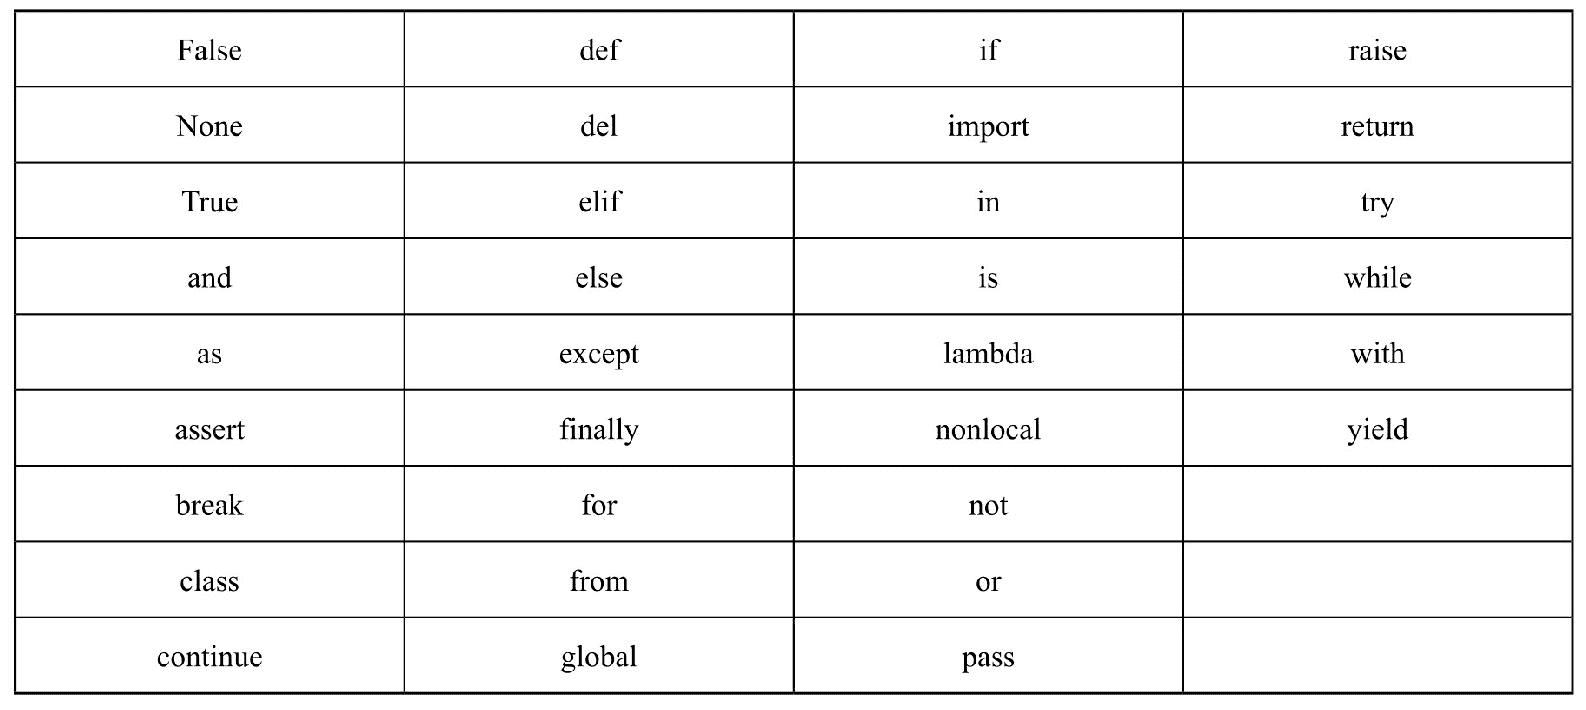 False def if raise
None del import return
True elif in try
and else is while
as except lambda with
assert finally nonlocal yield
break for not
class from or
continue global pass